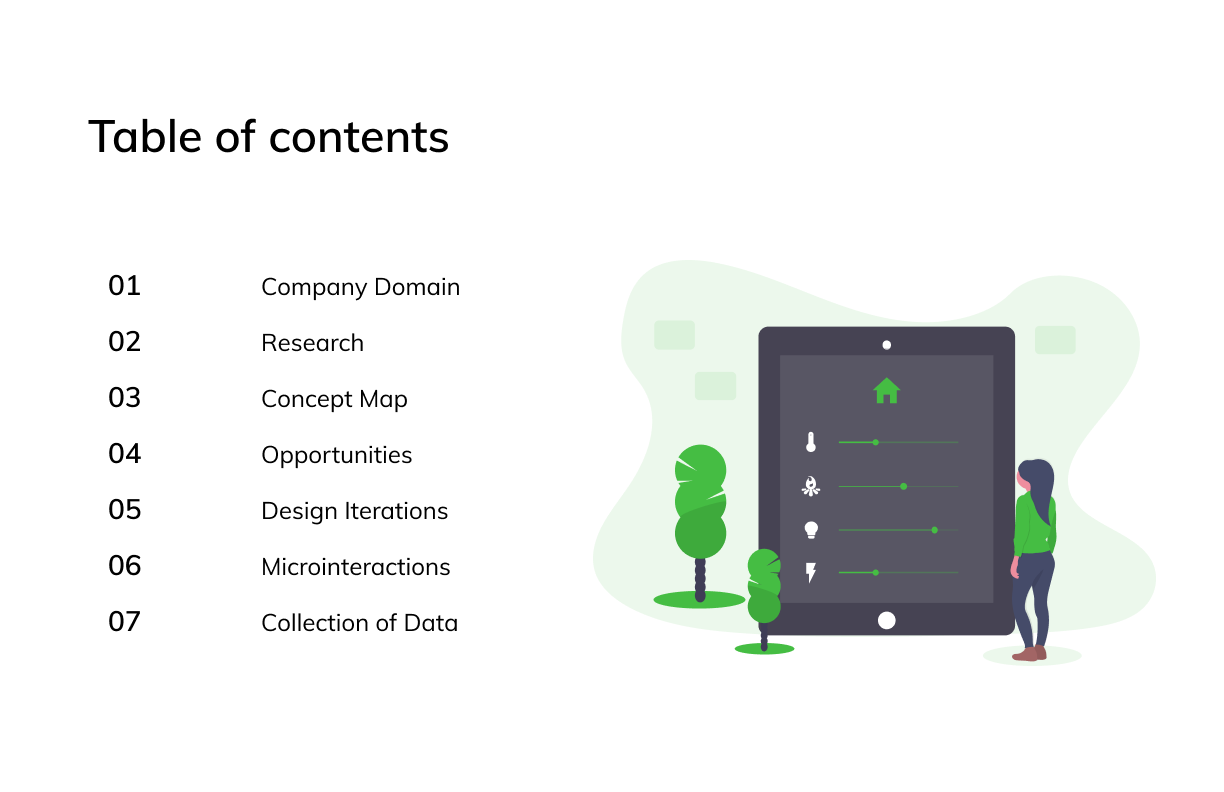 Table of contents
01 Company Domain
02 Research
03 Concept Map
04 Opportunities
05 Design Iterations
06 Microinteractions
07 Collection of Data